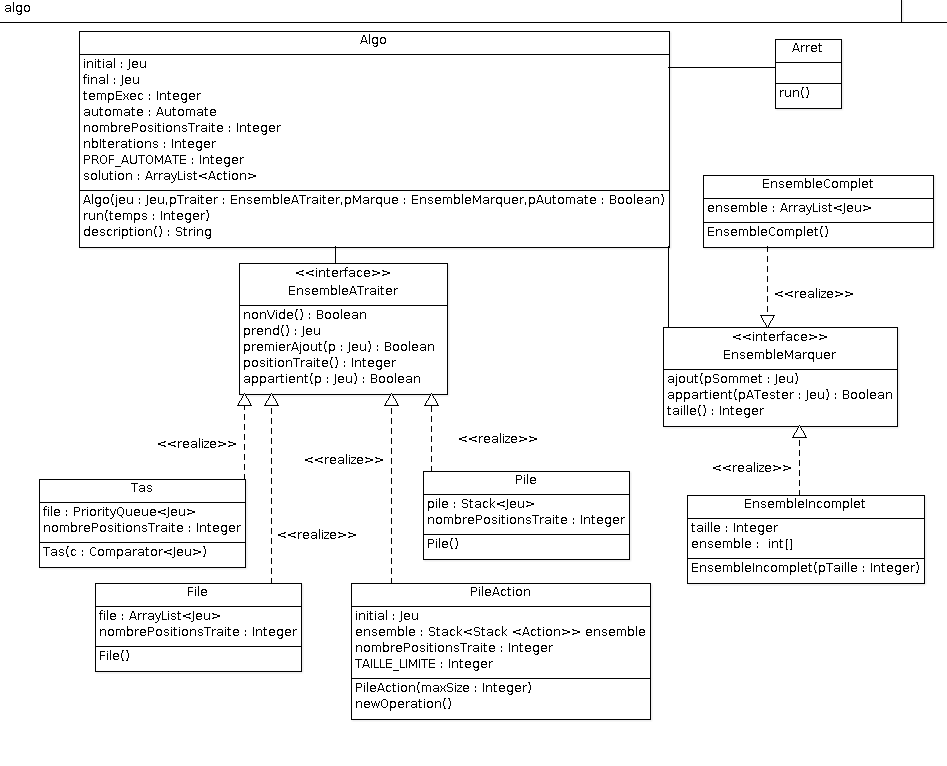 algo
Algo
initial : Jeu
final : Jeu
tempExec : Integer
automate : Automate
nombrePositionsTraite : Integer
nbIterations : Integer
PROF_AUTOMATE : Integer
solution : ArrayList<Action>
Algo(jeu : Jeu,pTraiter : EnsembleATraiter,pMarque : EnsembleMarquer,pAutomate : Boolean)
run(temps : Integer)
description() : String
Arret
run()
EnsembleComplet
ensemble : ArrayList<Jeu>
EnsembleComplet()
<<realize>>
<<interface>>
EnsembleATraiter
nonVide() : Boolean
prend() : Jeu
premierAjout(p : Jeu) : Boolean
positionTraite() : Integer
appartient(p : Jeu) : Boolean
<<interface>>
EnsembleMarquer
ajout(pSommet : Jeu)
appartient(pATester : Jeu) : Boolean
taille() : Integer
<<realize>>
<<realize>>
<<realize>>
<<realize>>
<<realize>>
Tas
file : PriorityQueue<Jeu>
nombrePositionsTraite : Integer
Tas(c : Comparator<Jeu>)
Pile
pile : Stack<Jeu>
nombrePositionsTraite : Integer
Pile()
EnsembleIncomplet
taille : Integer
ensemble :  int[]
EnsembleIncomplet(pTaille : Integer)
File
file : ArrayList<Jeu>
nombrePositionsTraite : Integer
File()
PileAction
initial : Jeu
ensemble : Stack<Stack <Action>> ensemble
nombrePositionsTraite : Integer
TAILLE_LIMITE : Integer
PileAction(maxSize : Integer)
newOperation()